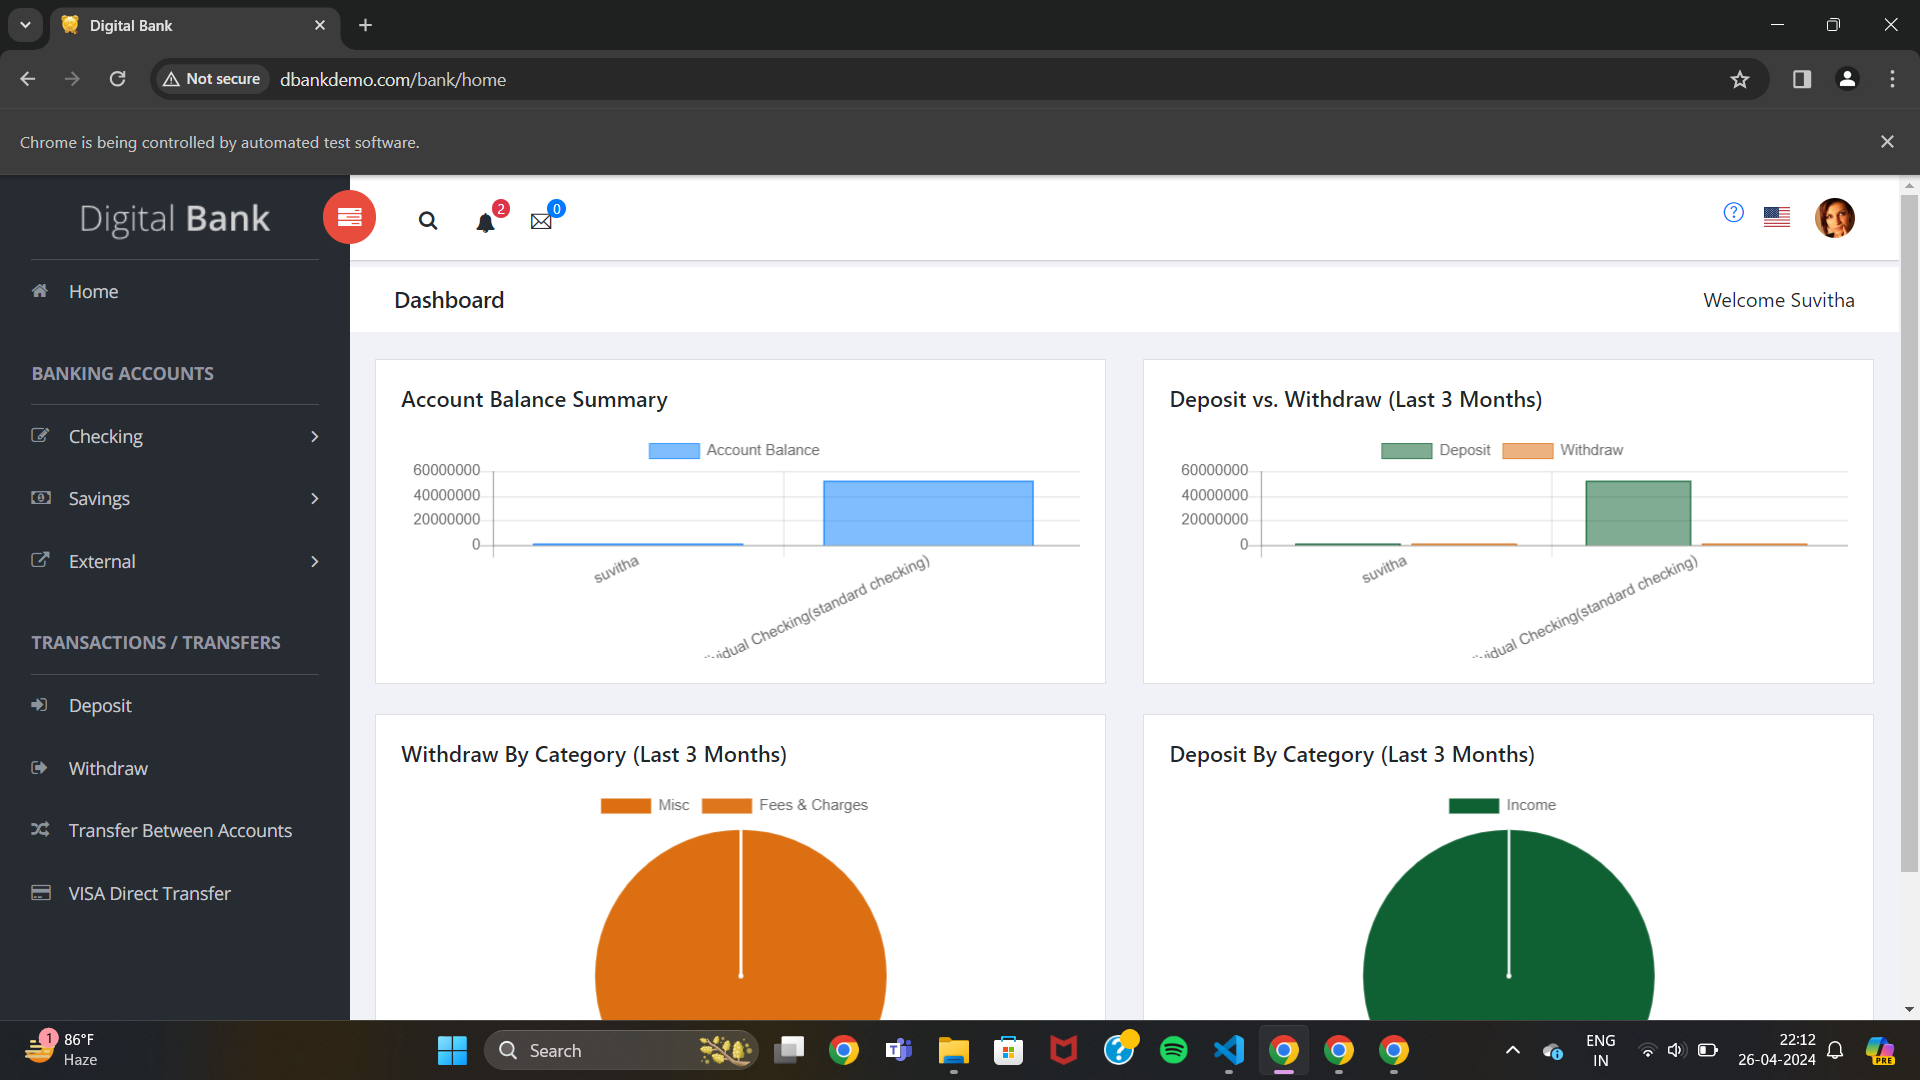 Digital Bank
Not secure
dbankdemo.com/bank/home
Chrome is being controlled by automated test software.
Digital Bank
2
0
Home
BANKING ACCOUNTS
Checking
Savings
External
TRANSACTIONS / TRANSFERS
Deposit
Withdraw
Transfer Between Accounts
VISA Direct Transfer
Dashboard
Welcome Suvitha
Account Balance Summary
Account Balance
60000000
40000000
20000000
0
suvitha
Checking(standard checking)
Deposit vs. Withdraw (Last 3 Months)
Deposit
Withdraw
60000000
40000000
20000000
0
suvitha
Checking(standard checking)
Withdraw By Category (Last 3 Months)
Misc
Fees & Charges
Deposit By Category (Last 3 Months)
Income
1
86°F
Haze
Search
ENG
IN
22:12
26-04-2024
PRE